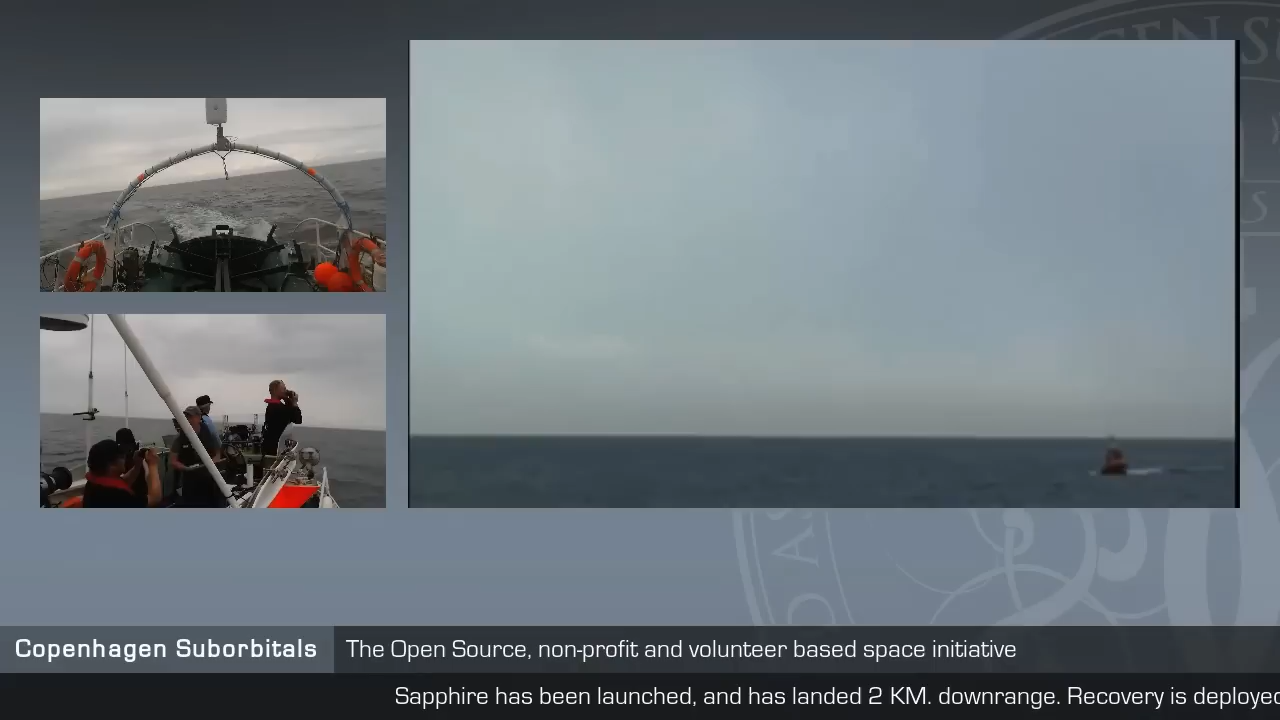 Copenhagen Suborbitals The Open Source, non-profit and volunteer based space initiative
Sapphire has been launched, and has landed 2 KM. downrange. Recovery is deployed